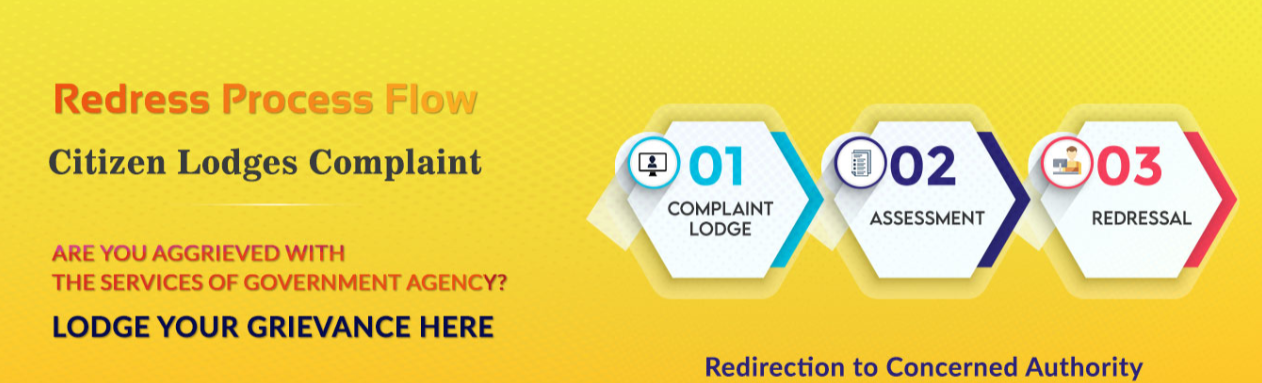 Redress Process Flow
Citizen Lodges Complaint
ARE YOU AGGRIEVED WITH
THE SERVICES OF GOVERNMENT AGENCY?
LODGE YOUR GRIEVANCE HERE
01
COMPLAINT
LODGE
02
ASSESSMENT
03
REDRESSAL
Redirection to Concerned Authority